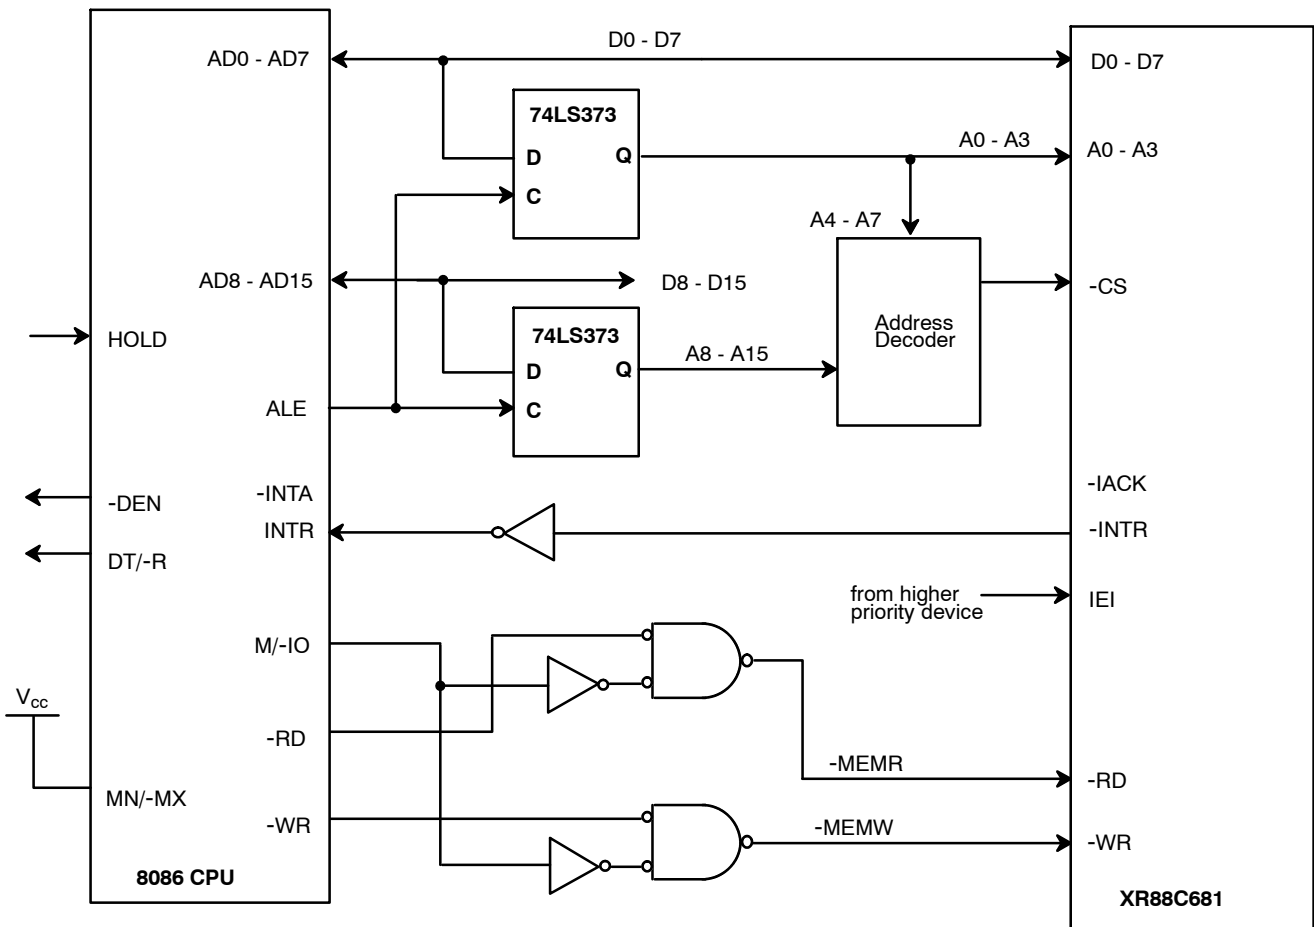 D0 - D7
AD0 - AD7
D0 - D7
74LS373
D
Q
C
A0 - A3
A0 - A3
A4 - A7
AD8 - AD15
D8 - D15
-CS
HOLD
74LS373
D
Q
C
A8 - A15
Address
Decoder
ALE
-DEN
-INTA
-IACK
INTR
-INTR
DT/-R
from higher
priority device
IEI
M/-IO
Vcc
-RD
-MEMR
-RD
MN/-MX
-WR
-MEMW
-WR
8086 CPU
XR88C681